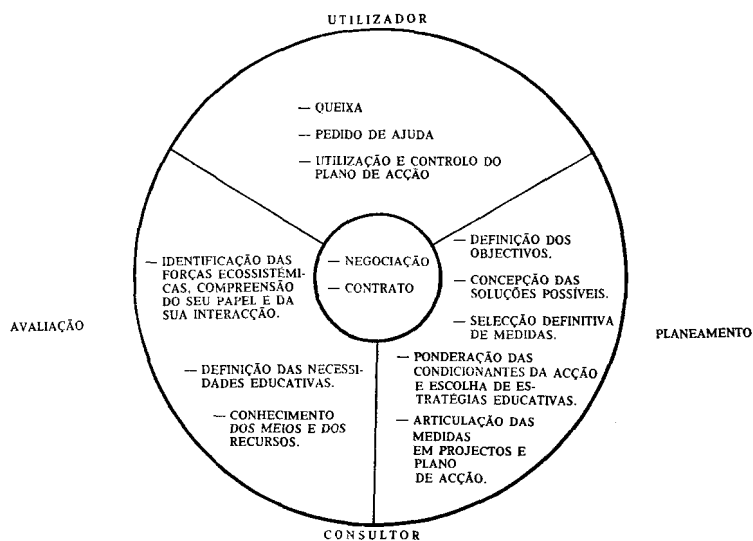 UTILIZADOR
— QUEIXA
— PEDIDO DE AJUDA
— UTILIZAÇÃO E CONTROLO DO
PLANO DE ACÇÃO
— IDENTIFICAÇÃO DAS
FORÇAS ECOSSISTÉMI-
CAS, COMPREENSÃO
DO SEU PAPEL E DA
SUA INTERACÇÃO.
— NEGOCIAÇÃO
— CONTRATO
— DEFINIÇÃO DOS
OBJECTIVOS.
— CONCEPÇÃO DAS
SOLUÇÕES POSSÍVEIS.
— SELECÇÃO DEFINITIVA
DE MEDIDAS.
AVALIAÇÃO
PLANEAMENTO
— DEFINIÇÃO DAS NECESSI-
DADES EDUCATIVAS.
— CONHECIMENTO
DOS MEIOS E DOS
RECURSOS.
— PONDERAÇÃO DAS
CONDICIONANTES DA ACÇÃO
E ESCOLHA DE ES-
TRATÉGIAS EDUCATIVAS.
— ARTICULAÇÃO DAS
MEDIDAS
EM PROJECTOS E
PLANO
DE ACÇÃO.
CONSULTOR